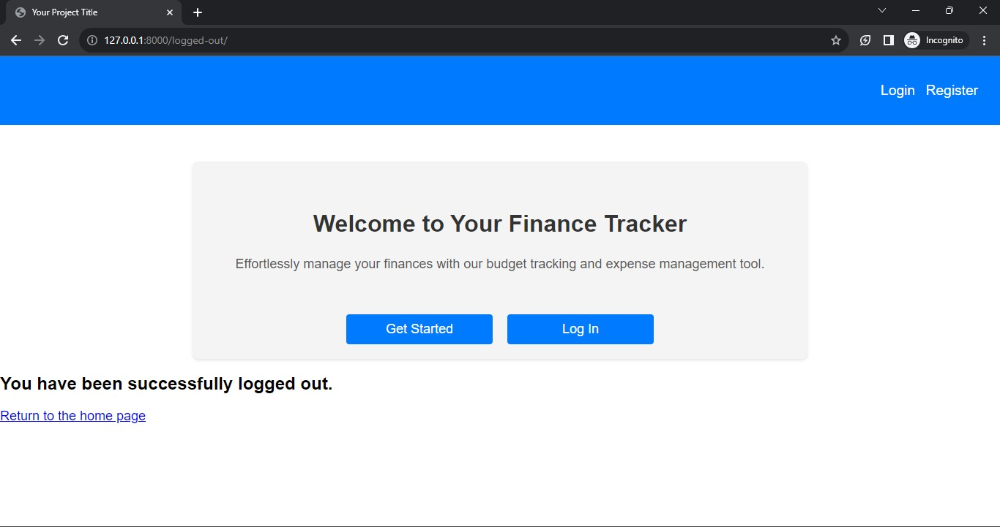 Your Project Title
127.0.0.1:8000/logged-out/
Incognito
Login Register
Welcome to Your Finance Tracker
Effortlessly manage your finances with our budget tracking and expense management tool.
Get Started Log In
You have been successfully logged out.
Return to the home page